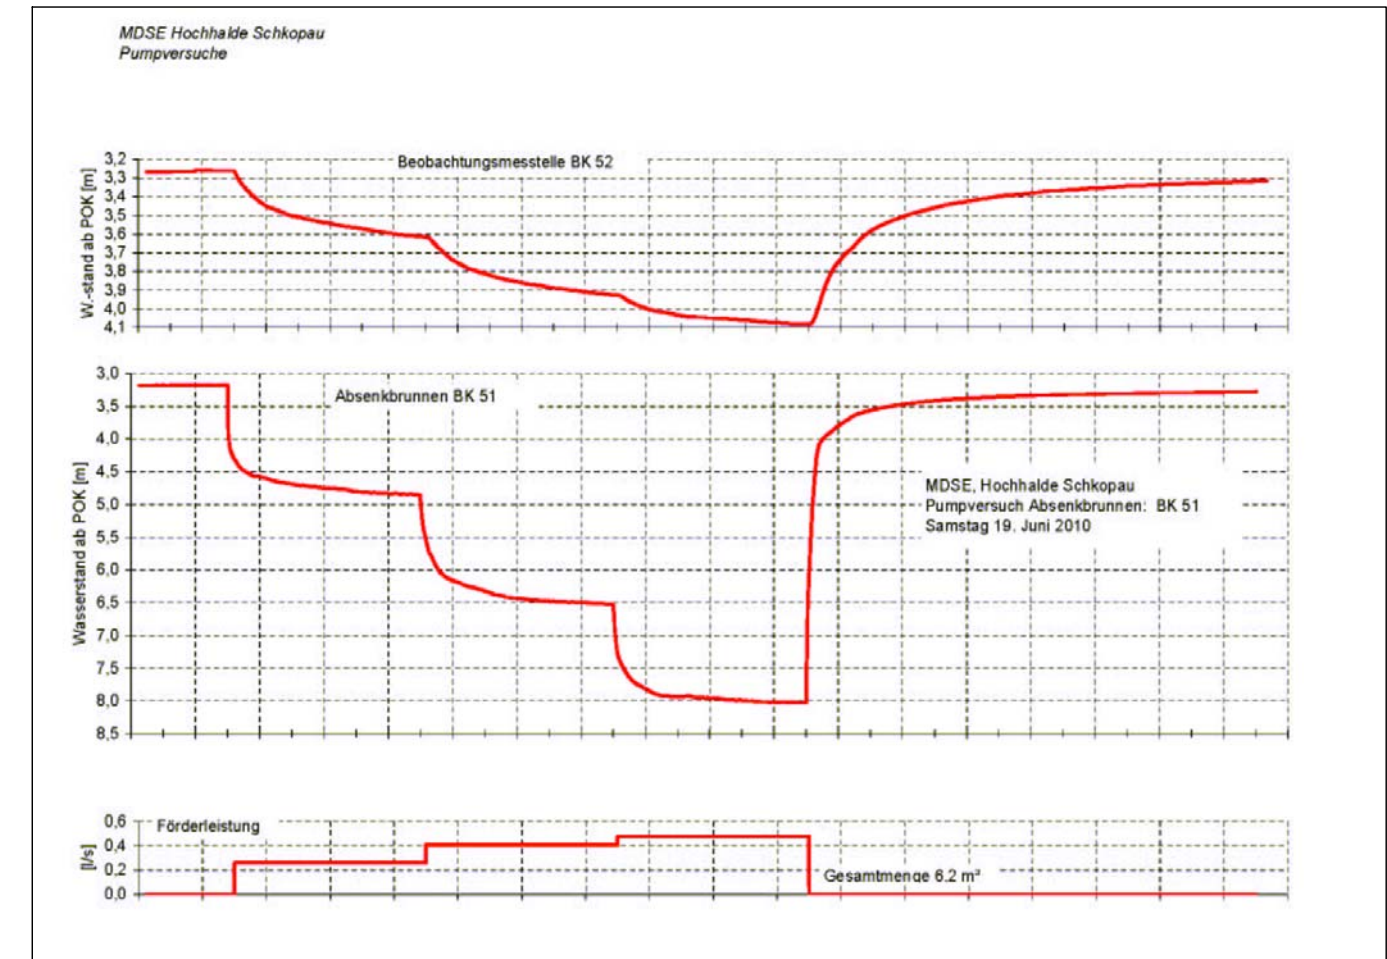 MDSE Hochhalde Schkopau
Pumpversuche
Beobachtungsmesstelle BK 52
W.-stand ab POK [m]
3,2
3,3
3,4
3,5
3,6
3,7
3,8
3,9
4,0
4,1
Absenkbrunnen BK 51
Wasserstand ab POK [m]
3,0
3,5
4,0
4,5
5,0
5,5
6,0
6,5
7,0
7,5
8,0
8,5
MDSE, Hochhalde Schkopau
Pumpversuch Absenkbrunnen: BK 51
Samstag 19. Juni 2010
Förderleistung
[l/s]
0,6
0,4
0,2
0,0
Gesamtmenge 6.2 m³